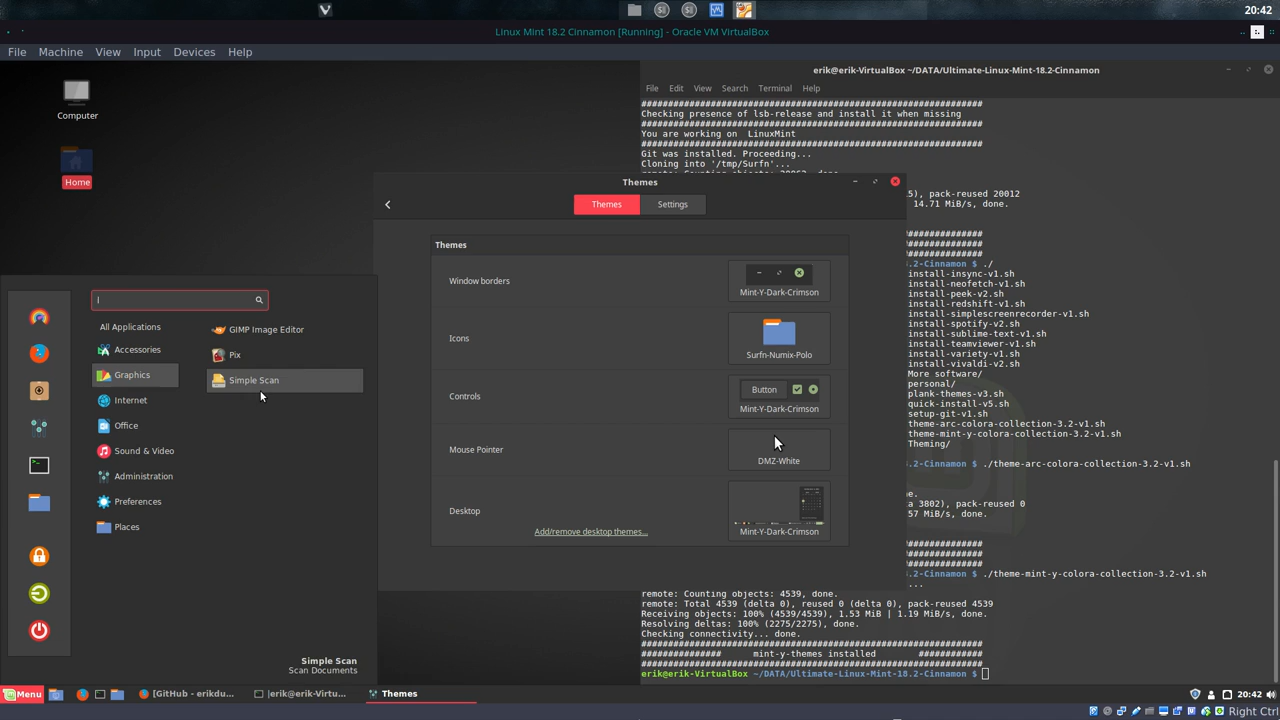 20:42
Linux Mint 18.2 Cinnamon [Running] - Oracle VM VirtualBox
File Machine View Input Devices Help
Computer
Home
erik@erik-VirtualBox ~/DATA/Ultimate-Linux-Mint-18.2-Cinnamon
File Edit View Search Terminal Help
##################################################################
Checking presence of lsb-release and install it when missing
##################################################################
You are working on  LinuxMint
##################################################################
Git was installed. Proceeding...
Cloning into '/tmp/Surfn'...
5), pack-reused 20012
14.71 MiB/s, done.
###############
###############
###############
3.2-Cinnamon $ ./
install-insync-v1.sh
install-neofetch-v1.sh
install-peek-v2.sh
install-redshift-v1.sh
install-simplescreenrecorder-v1.sh
install-spotify-v2.sh
install-sublime-text-v1.sh
install-teamviewer-v1.sh
install-variety-v1.sh
install-vivaldi-v2.sh
More software/
personal/
plank-themes-v3.sh
quick-install-v5.sh
setup-git-v1.sh
theme-arc-colora-collection-3.2-v1.sh
theme-mint-y-colora-collection-3.2-v1.sh
Theming/
.2-Cinnamon $ ./theme-arc-colora-collection-3.2-v1.sh
ne.
ta 3802), pack-reused 0
57 MiB/s, done.
###############
###############
###############
.2-Cinnamon $ ./theme-mint-y-colora-collection-3.2-v1.sh
...
remote: Counting objects: 4539, done.
remote: Total 4539 (delta 0), reused 0 (delta 0), pack-reused 4539
Receiving objects: 100% (4539/4539), 1.53 MiB | 1.19 MiB/s, done.
Resolving deltas: 100% (2275/2275), done.
Checking connectivity... done.
##################################################################
################      mint-y-themes installed        ############
##################################################################
erik@erik-VirtualBox ~/DATA/Ultimate-Linux-Mint-18.2-Cinnamon $
Themes
Themes Settings
Themes
Window borders
Mint-Y-Dark-Crimson
Icons
Surfn-Numix-Polo
Controls
Button
Mint-Y-Dark-Crimson
Mouse Pointer
DMZ-White
Desktop
Add/remove desktop themes...
Mint-Y-Dark-Crimson
All Applications
Accessories
Graphics
Internet
Office
Sound & Video
Administration
Preferences
Places
GIMP Image Editor
Pix
Simple Scan
Simple Scan
Scan Documents
Menu
[GitHub - erikdu...
|erik@erik-Virtu...
Themes
20:42
Right Ctrl